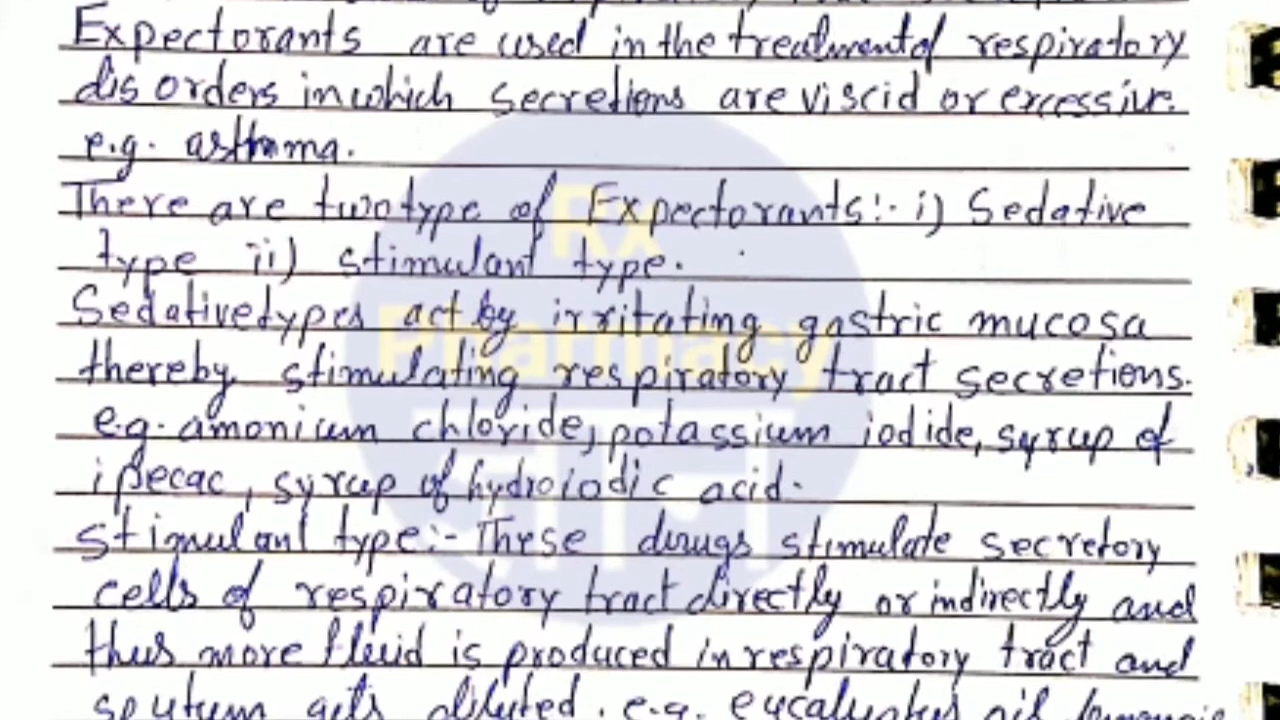 Expectorants are used in the treatment of respiratory
disorders in which secretions are viscid or excessive.
e.g. asthma.
There are two type of Expectorants:- i) Sedative
type ii) stimulant type.
Sedative types act by irritating gastric mucosa
thereby stimulating respiratory tract secretions.
e.g. amonium chloride, potassium iodide, syrup of
ipecac, syrup of hydroiodic acid.
stimulant type:- These drugs stimulate secretory
cells of respiratory tract directly or indirectly and
thus more fluid is produced in respiratory tract and
sputum gets diluted. e.g. eucalyptus oil
Rx
Pharmacy